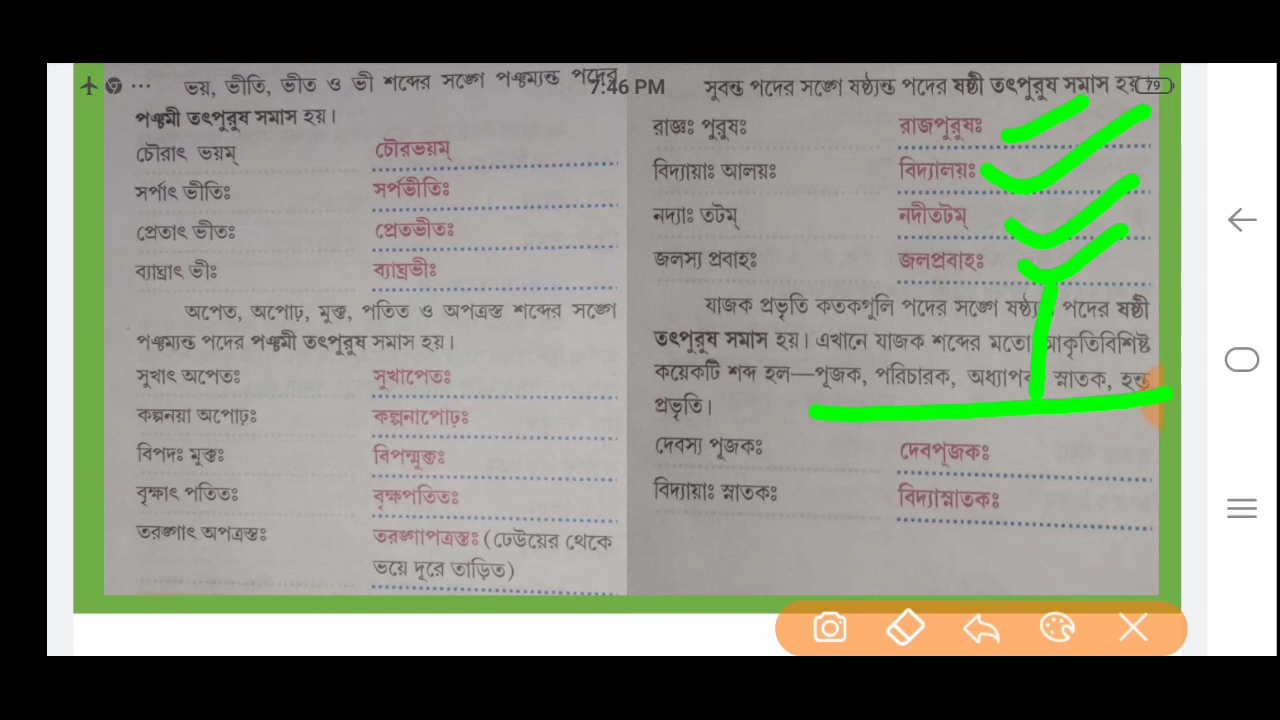 7:46 PM
79
ভয়, ভীতি, ভীত ও ভী শব্দের সঙ্গে পঞ্চম্যন্ত পদের
পঞ্চমী তৎপুরুষ সমাস হয়।
চৌরাৎ ভয়ম্ চৌরভয়ম্
সর্পাৎ ভীতিঃ সর্পভীতিঃ
প্রেতাৎ ভীতঃ প্রেতভীতঃ
ব্যাঘ্রাৎ ভীঃ ব্যাঘ্রভীঃ
অপেত, অপোঢ়, মুক্ত, পতিত ও অপত্রস্ত শব্দের সঙ্গে
পঞ্চম্যন্ত পদের পঞ্চমী তৎপুরুষ সমাস হয়।
সুখাৎ অপেতঃ সুখাপেতঃ
কল্পনয়া অপোঢ়ঃ কল্পনাপোঢ়ঃ
বিপদঃ মুক্তঃ বিপন্মুক্তঃ
বৃক্ষাৎ পতিতঃ বৃক্ষপতিতঃ
তরঙ্গাৎ অপত্রস্তঃ তরঙ্গাপত্রস্তঃ (ঢেউয়ের থেকে
ভয়ে দূরে তাড়িত)
সুবন্ত পদের সঙ্গে ষষ্ঠ্যন্ত পদের ষষ্ঠী তৎপুরুষ সমাস হয়
রাজ্ঞঃ পুরুষঃ রাজপুরুষঃ
বিদ্যায়াঃ আলয়ঃ বিদ্যালয়ঃ
নদ্যাঃ তটম্ নদীতটম্
জলস্য প্রবাহঃ জলপ্রবাহঃ
যাজক প্রভৃতি কতকগুলি পদের সঙ্গে পদের ষষ্ঠী
তৎপুরুষ সমাস হয়। এখানে যাজক শব্দের মতো আকৃতিবিশিষ্ট
কয়েকটি শব্দ হল—পূজক, পরিচারক, স্নাতক, হন্তৃ
প্রভৃতি।
দেবস্য পূজকঃ দেবপূজকঃ
বিদ্যায়াঃ স্নাতকঃ বিদ্যাস্নাতকঃ